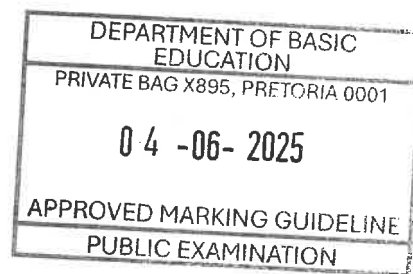 DEPARTMENT OF BASIC
EDUCATION
PRIVATE BAG X895, PRETORIA 0001
04 -06- 2025
APPROVED MARKING GUIDELINE
PUBLIC EXAMINATION